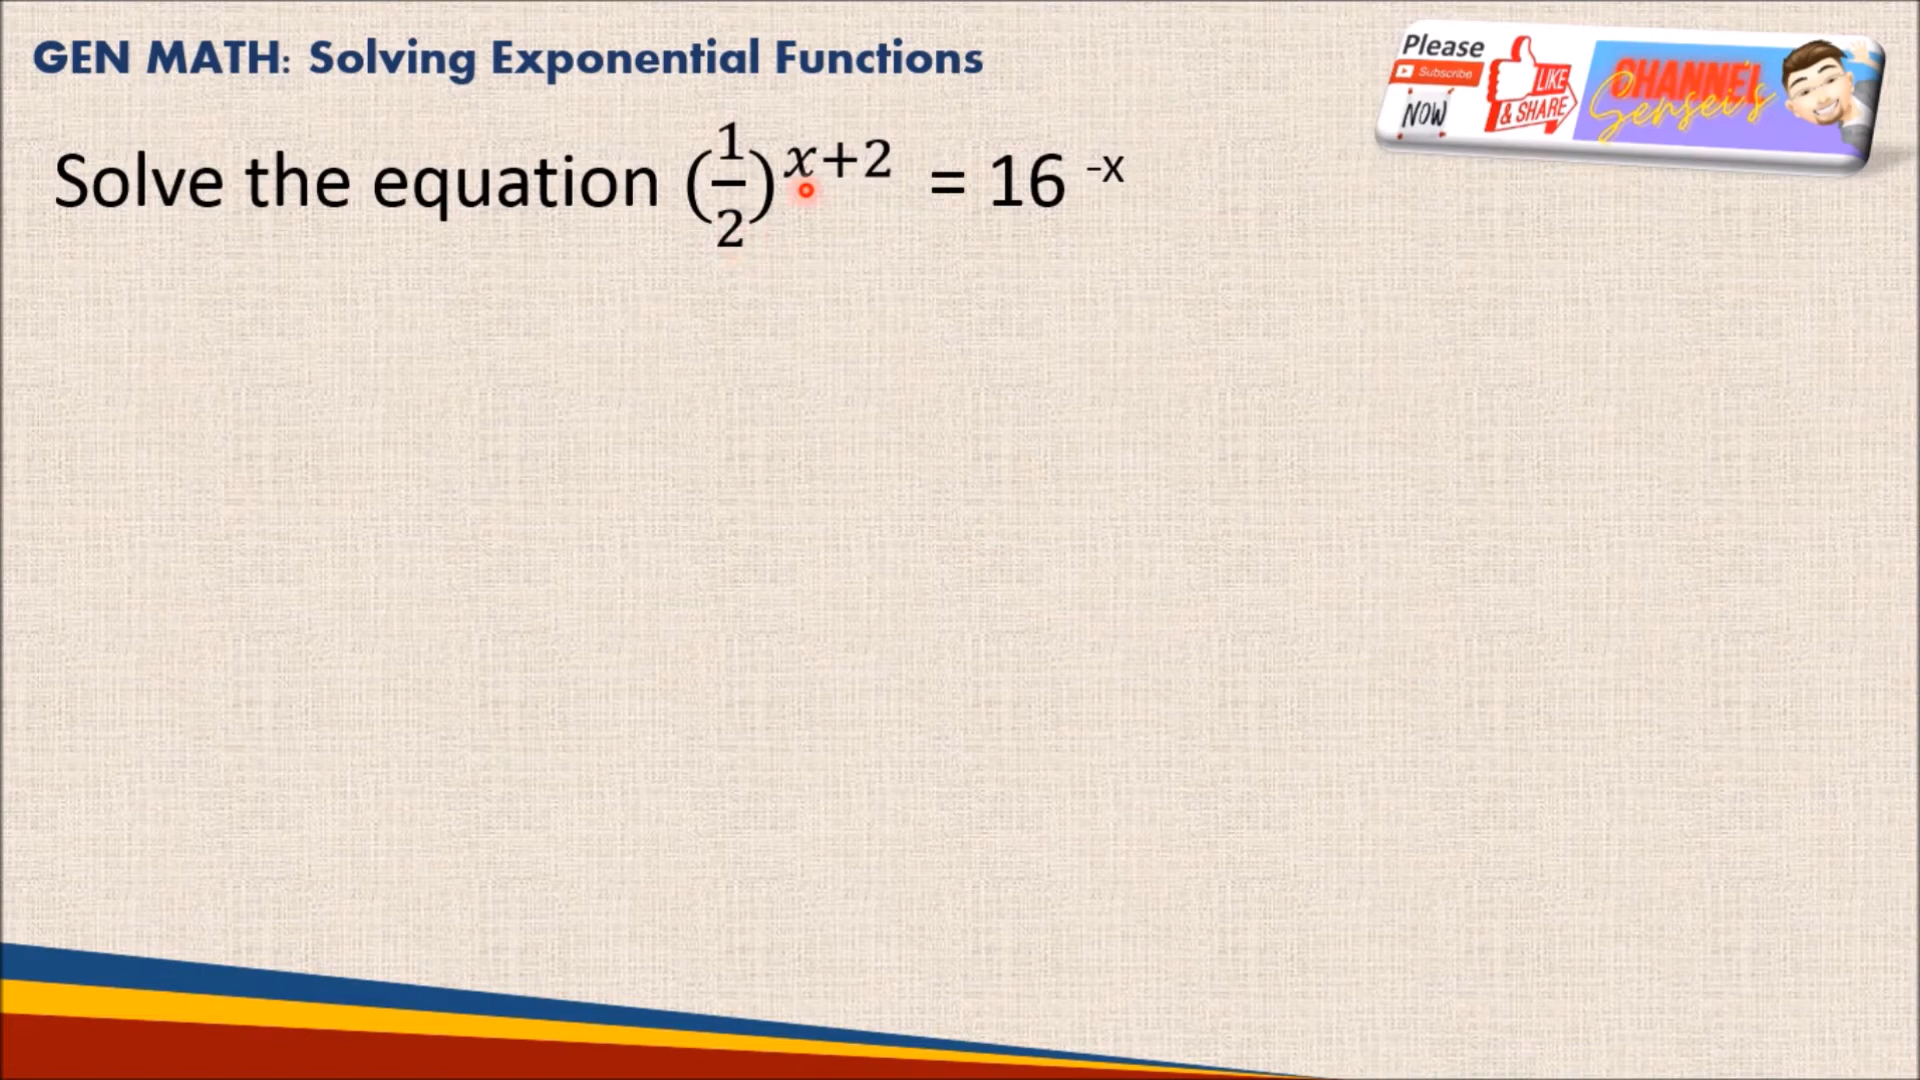 GEN MATH: Solving Exponential Functions
Please
Subscribe
NOW
LIKE
& SHARE
CHANNEL
Sensei's
Solve the equation (1/2)^{x+2} = 16^{-x}